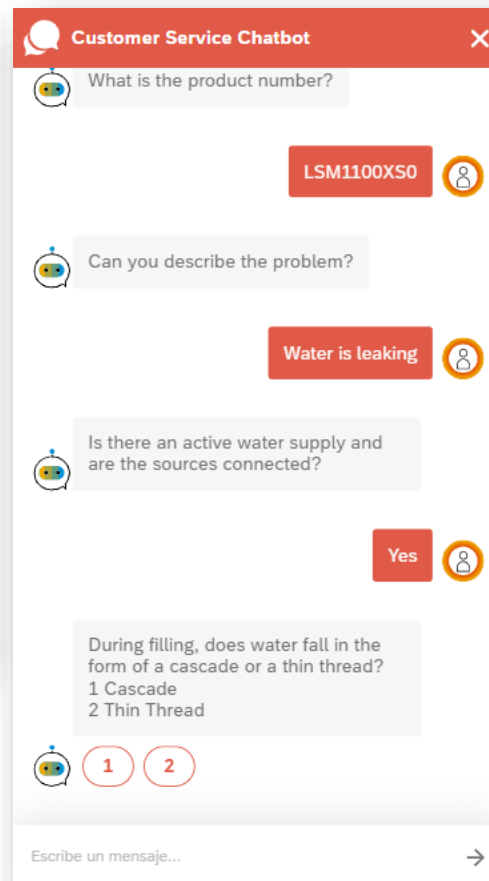 Customer Service Chatbot
What is the product number?
LSM1100XS0
Can you describe the problem?
Water is leaking
Is there an active water supply and
are the sources connected?
Yes
During filling, does water fall in the
form of a cascade or a thin thread?
1 Cascade
2 Thin Thread
1 2
Escribe un mensaje...